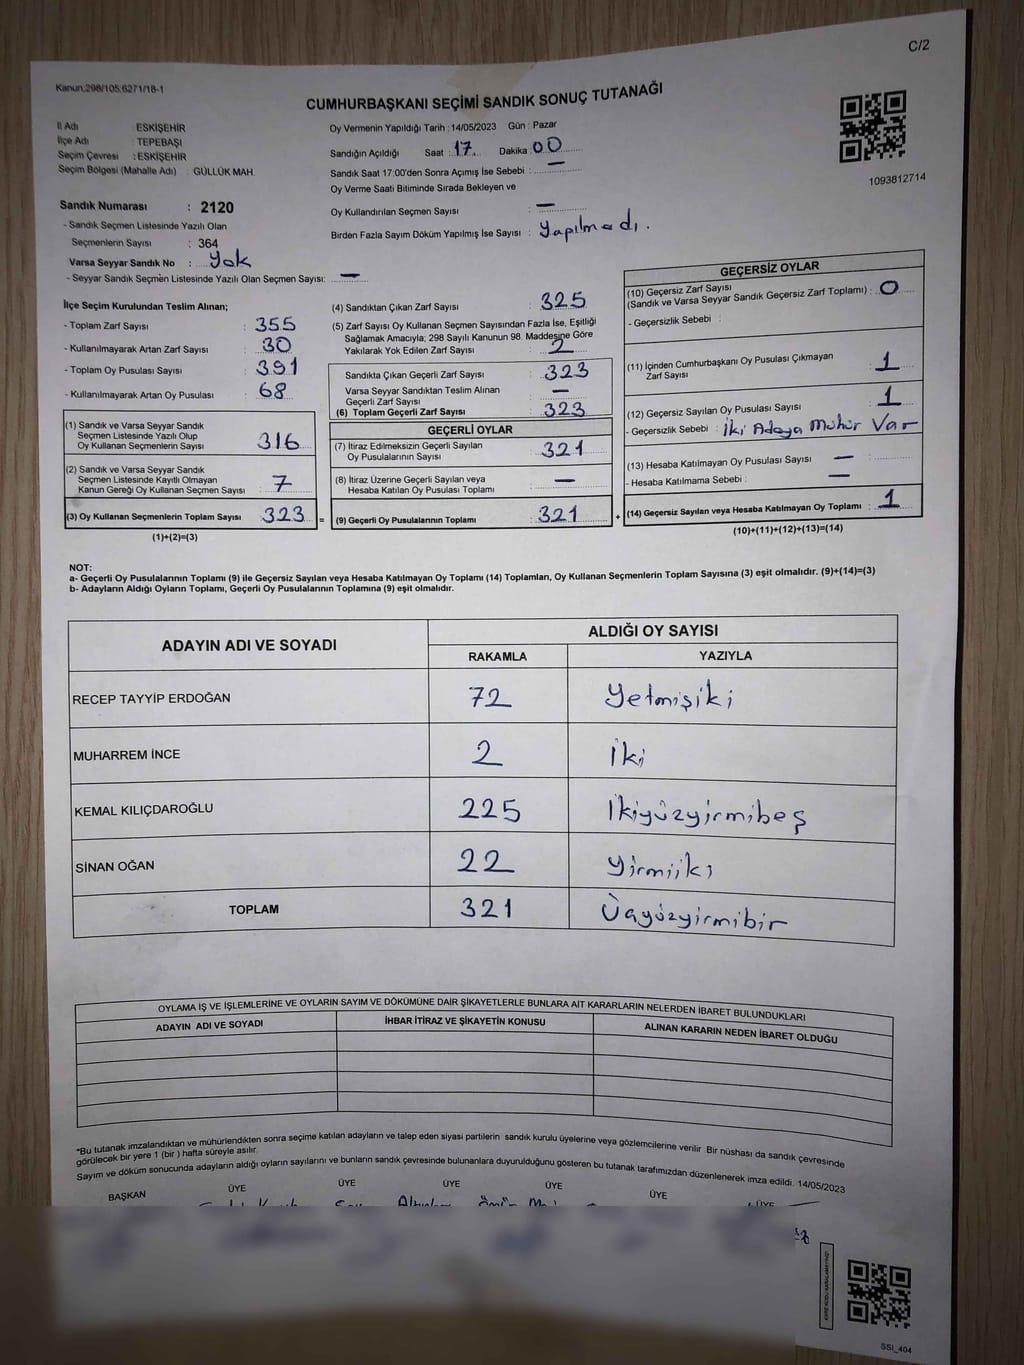 C/2
Kanun;298/105;6271/18-1
CUMHURBAŞKANI SEÇİMİ SANDIK SONUÇ TUTANAĞI
İl Adı ESKİŞEHİR
İlçe Adı TEPEBAŞI
Seçim Çevresi : ESKİŞEHİR
Seçim Bölgesi (Mahalle Adı) GÜLLÜK MAH.
Sandık Numarası : 2120
- Sandık Seçmen Listesinde Yazılı Olan
Seçmenlerin Sayısı : 364
Varsa Seyyar Sandık No : Yok
- Seyyar Sandık Seçmen Listesinde Yazılı Olan Seçmen Sayısı: —
Oy Vermenin Yapıldığı Tarih : 14/05/2023 Gün : Pazar
Sandığın Açıldığı Saat : 17 Dakika : 00
Sandık Saat 17:00'den Sonra Açımış İse Sebebi : —
Oy Verme Saati Bitiminde Sırada Bekleyen ve
Oy Kullandırılan Seçmen Sayısı : —
Birden Fazla Sayım Döküm Yapılmış İse Sayısı : Yapılmadı.
1093812714
İlçe Seçim Kurulundan Teslim Alınan;
- Toplam Zarf Sayısı : 355
- Kullanılmayarak Artan Zarf Sayısı : 30
- Toplam Oy Pusulası Sayısı : 391
- Kullanılmayarak Artan Oy Pusulası : 68
(1) Sandık ve Varsa Seyyar Sandık
Seçmen Listesinde Yazılı Olup
Oy Kullanan Seçmenlerin Sayısı : 316
(2) Sandık ve Varsa Seyyar Sandık
Seçmen Listesinde Kayıtlı Olmayan
Kanun Gereği Oy Kullanan Seçmen Sayısı : 7
(3) Oy Kullanan Seçmenlerin Toplam Sayısı : 323 =
(1)+(2)=(3)
(4) Sandıktan Çıkan Zarf Sayısı : 325
(5) Zarf Sayısı Oy Kullanan Seçmen Sayısından Fazla İse, Eşitliği
Sağlamak Amacıyla; 298 Sayılı Kanunun 98. Maddesine Göre
Yakılarak Yok Edilen Zarf Sayısı : 2
Sandıkta Çıkan Geçerli Zarf Sayısı : 323
Varsa Seyyar Sandıktan Teslim Alınan
Geçerli Zarf Sayısı : —
(6) Toplam Geçerli Zarf Sayısı : 323
GEÇERLİ OYLAR
(7) İtiraz Edilmeksizin Geçerli Sayılan
Oy Pusulalarının Sayısı : 321
(8) İtiraz Üzerine Geçerli Sayılan veya
Hesaba Katılan Oy Pusulası Toplamı : —
(9) Geçerli Oy Pusulalarının Toplamı : 321 +
GEÇERSİZ OYLAR
(10) Geçersiz Zarf Sayısı
(Sandık ve Varsa Seyyar Sandık Geçersiz Zarf Toplamı) : 0
- Geçersizlik Sebebi :
(11) İçinden Cumhurbaşkanı Oy Pusulası Çıkmayan
Zarf Sayısı : 1
(12) Geçersiz Sayılan Oy Pusulası Sayısı : 1
- Geçersizlik Sebebi : İki Adaya Mühür Var
(13) Hesaba Katılmayan Oy Pusulası Sayısı : —
- Hesaba Katılmama Sebebi : —
(14) Geçersiz Sayılan veya Hesaba Katılmayan Oy Toplamı : 1
(10)+(11)+(12)+(13)=(14)
NOT:
a- Geçerli Oy Pusulalarının Toplamı (9) ile Geçersiz Sayılan veya Hesaba Katılmayan Oy Toplamı (14) Toplamları, Oy Kullanan Seçmenlerin Toplam Sayısına (3) eşit olmalıdır. (9)+(14)=(3)
b- Adayların Aldığı Oyların Toplamı, Geçerli Oy Pusulalarının Toplamına (9) eşit olmalıdır.
ADAYIN ADI VE SOYADI ALDIĞI OY SAYISI
RAKAMLA YAZIYLA
RECEP TAYYİP ERDOĞAN 72 Yetmişiki
MUHARREM İNCE 2 İki
KEMAL KILIÇDAROĞLU 225 İkiyüzyirmibeş
SİNAN OĞAN 22 Yirmiiki
TOPLAM 321 Üçyüzyirmibir
OYLAMA İŞ VE İŞLEMLERİNE VE OYLARIN SAYIM VE DÖKÜMÜNE DAİR ŞİKAYETLERLE BUNLARA AİT KARARLARIN NELERDEN İBARET BULUNDUKLARI
ADAYIN ADI VE SOYADI İHBAR İTİRAZ VE ŞİKAYETİN KONUSU ALINAN KARARIN NEDEN İBARET OLDUĞU
*Bu tutanak imzalandıktan ve mühürlendikten sonra seçime katılan adayların ve talep eden siyasi partilerin sandık kurulu üyelerine veya gözlemcilerine verilir Bir nüshası da sandık çevresinde
görülecek bir yere 1 (bir ) hafta süreyle asılır.
Sayım ve döküm sonucunda adayların aldığı oyların sayılarını ve bunların sandık çevresinde bulunanlara duyurulduğunu gösteren bu tutanak tarafımızdan düzenlenerek imza edildi. 14/05/2023
BAŞKAN ÜYE ÜYE ÜYE ÜYE ÜYE ÜYE
SSI_404